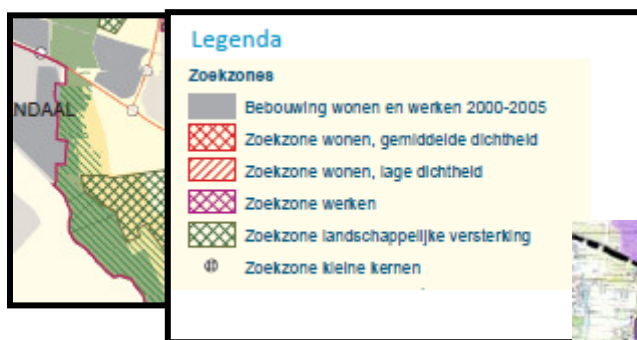 NDAAL
Legenda
Zoekzones
Bebouwing wonen en werken 2000-2005
Zoekzone wonen, gemiddelde dichtheid
Zoekzone wonen, lage dichtheid
Zoekzone werken
Zoekzone landschappelijke versterking
Zoekzone kleine kernen